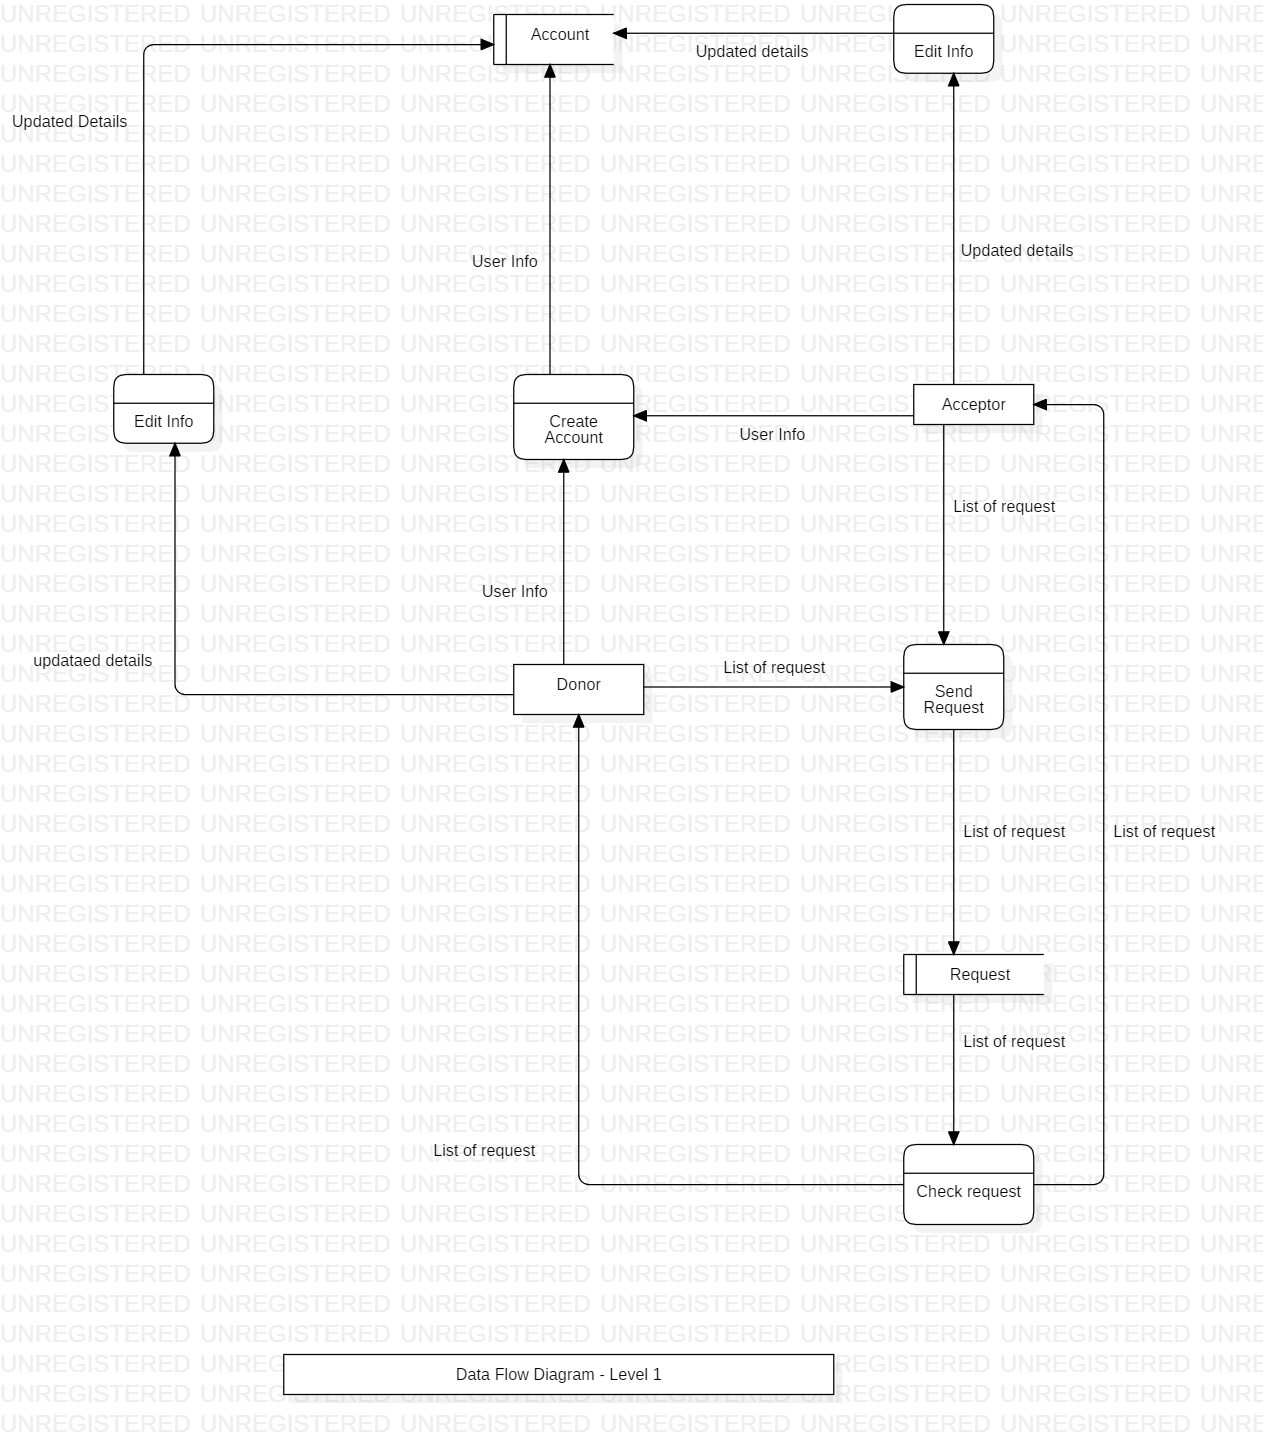 Account
Edit Info
Updated details
Updated Details
User Info
Updated details
Edit Info
Create
Account
Acceptor
User Info
List of request
User Info
updataed details
Donor
List of request
Send
Request
List of request
List of request
Request
List of request
List of request
Check request
Data Flow Diagram - Level 1
UNREGISTERED